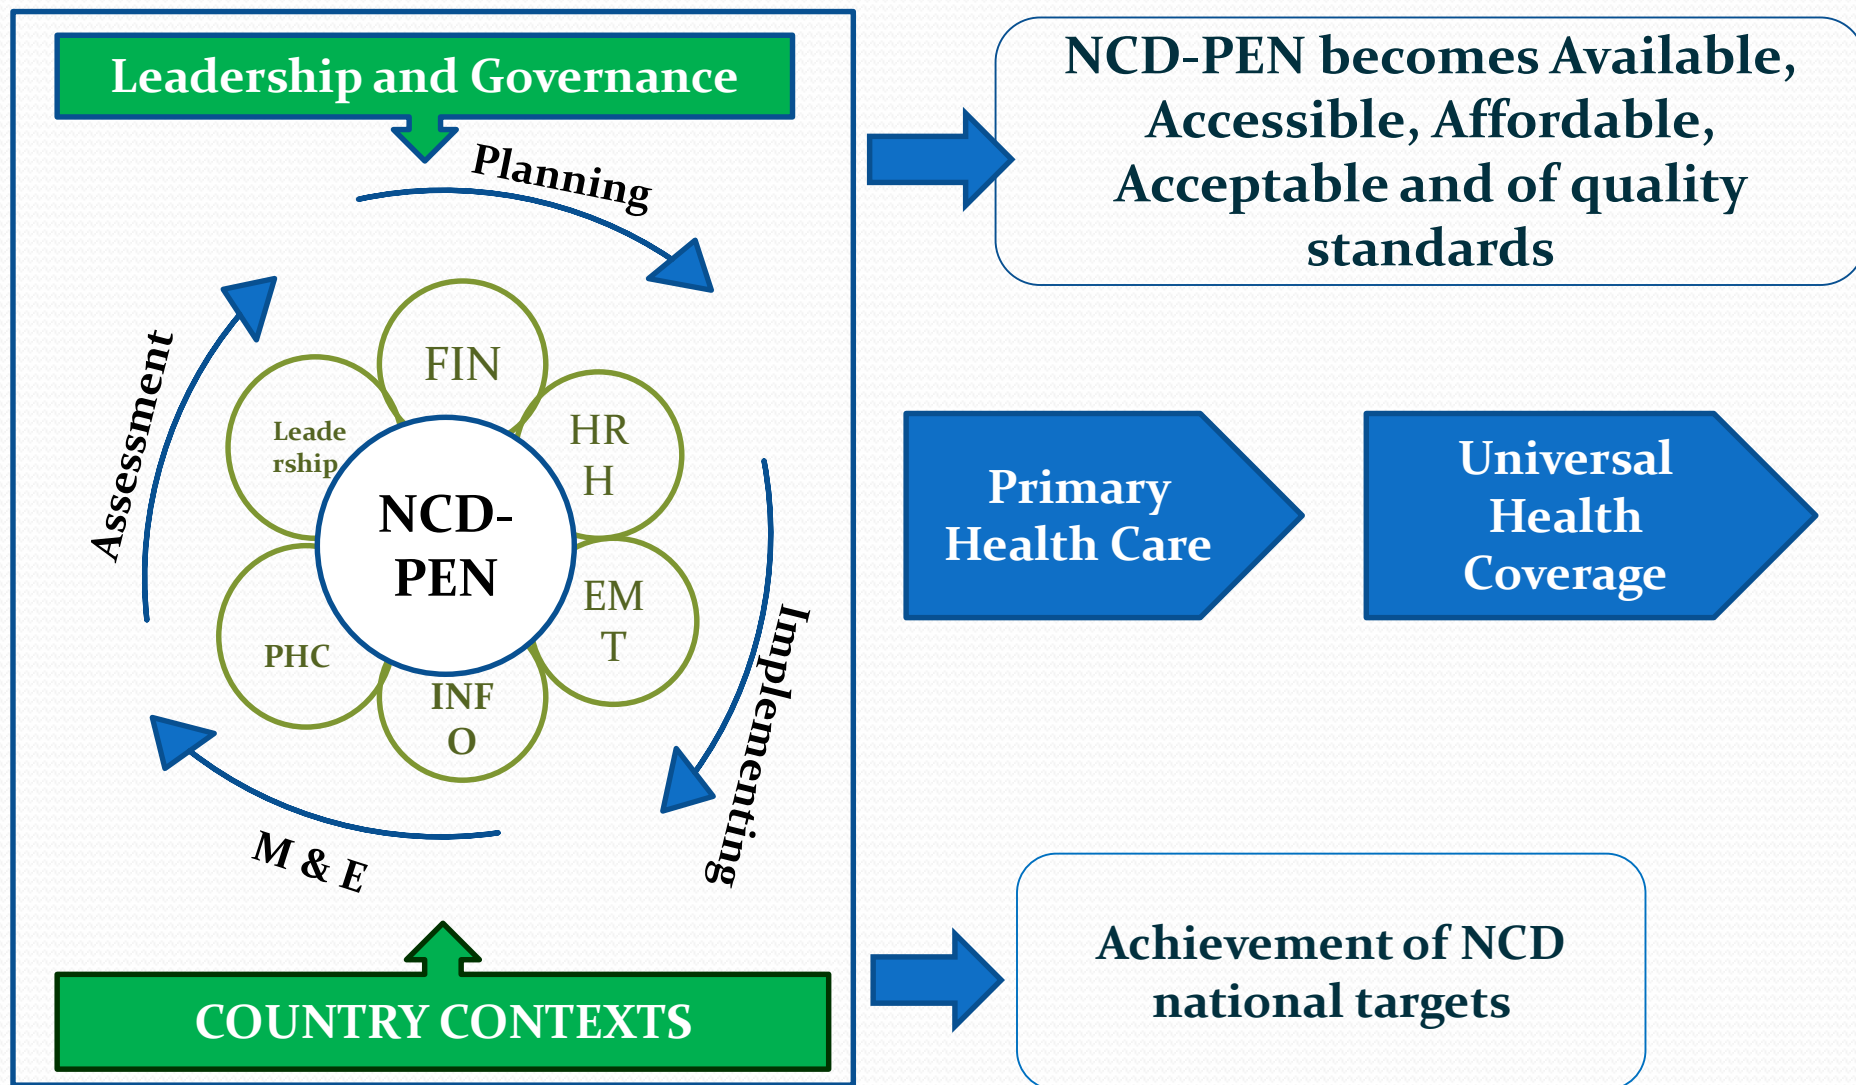 Leadership and Governance
Planning
Assessment
FIN
Leade
rship
HR
H
NCD-
PEN
EM
T
PHC
INF
O
Implementing
M & E
COUNTRY CONTEXTS
NCD-PEN becomes Available,
Accessible, Affordable,
Acceptable and of quality
standards
Primary
Health Care
Universal
Health
Coverage
Achievement of NCD
national targets